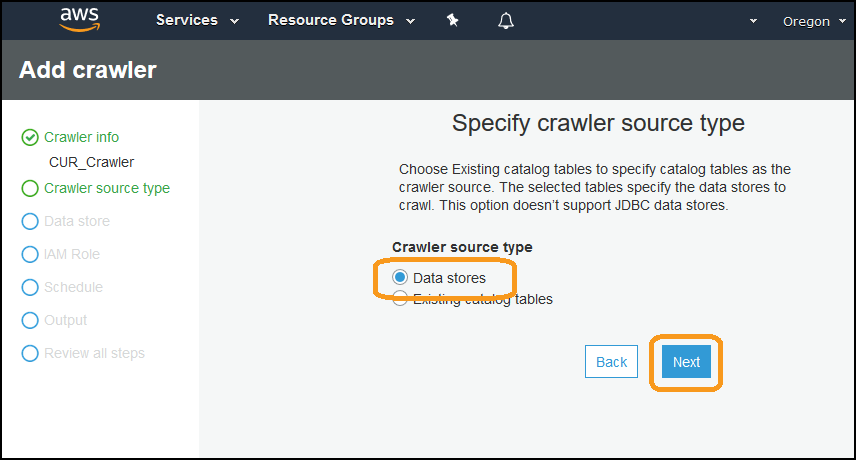 aws
Services
Resource Groups
Oregon
Add crawler
Crawler info
CUR_Crawler
Crawler source type
Data store
IAM Role
Schedule
Output
Review all steps
Specify crawler source type
Choose Existing catalog tables to specify catalog tables as the
crawler source. The selected tables specify the data stores to
crawl. This option doesn't support JDBC data stores.
Crawler source type
Data stores
Existing catalog tables
Back
Next